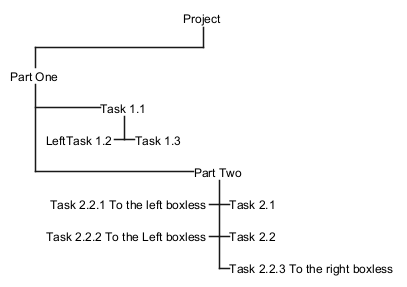 Project
Part One
Task 1.1
LeftTask 1.2 Task 1.3
Part Two
Task 2.2.1 To the left boxless Task 2.1
Task 2.2.2 To the Left boxless Task 2.2
Task 2.2.3 To the right boxless